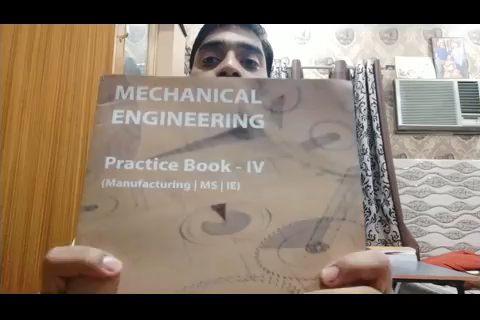 MECHANICAL
ENGINEERING
Practice Book - IV
(Manufacturing | MS | IE)